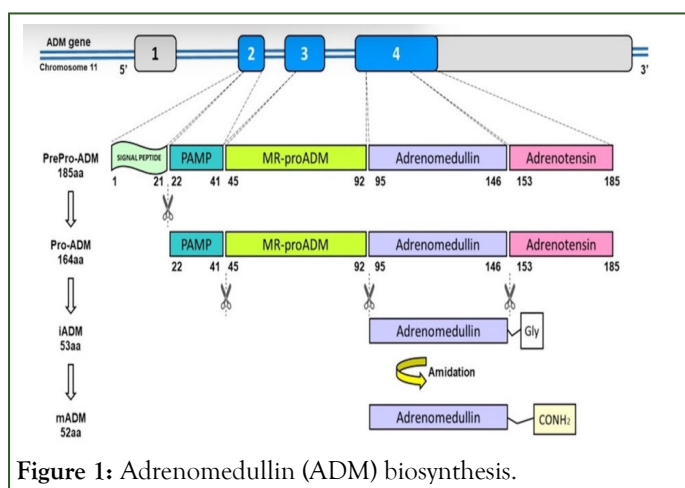 ADM gene
Chromosome 11
5'
1
2
3
4
3'
PrePro-ADM
185aa
SIGNAL PEPTIDE
PAMP
MR-proADM
Adrenomedullin
Adrenotensin
1 21 22 41 45 92 95 146 153 185
Pro-ADM
164aa
PAMP
MR-proADM
Adrenomedullin
Adrenotensin
22 41 45 92 95 146 153 185
iADM
53aa
Adrenomedullin
Gly
Amidation
mADM
52aa
Adrenomedullin
CONH₂
Figure 1: Adrenomedullin (ADM) biosynthesis.